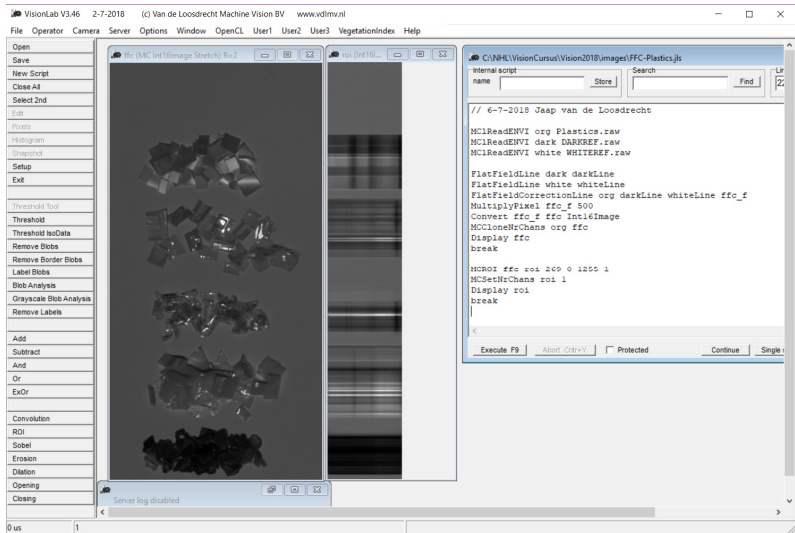 VisionLab V3.46 2-7-2018 (c) Van de Loosdrecht Machine Vision BV www.vdlmv.nl
File Operator Camera Server Options Window OpenCL User1 User2 User3 VegetationIndex Help
Open
Save
New Script
Close All
Select 2nd
Edit
Pixels
Histogram
Snapshot
Setup
Exit
Threshold Tool
Threshold
Threshold IsoData
Remove Blobs
Remove Border Blobs
Label Blobs
Blob Analysis
Grayscale Blob Analysis
Remove Labels
Add
Subtract
And
Or
ExOr
Convolution
ROI
Sobel
Erosion
Dilation
Opening
Closing
ffc (MC Int16Image Stretch) R=2
roi (Int16I...
C:\NHL\VisionCursus\Vision2018\images\FFC-Plastics.jls
Internal script
name
Store
Search
Find
22
// 6-7-2018 Jaap van de Loosdrecht
MClReadENVI org Plastics.raw
MClReadENVI dark DARKREF.raw
MClReadENVI white WHITEREF.raw
FlatFieldLine dark darkLine
FlatFieldLine white whiteLine
FlatFieldCorrectionLine org darkLine whiteLine ffc_f
MultiplyPixel ffc_f 500
Convert ffc_f ffc Int16Image
MCCloneNrChans org ffc
Display ffc
break
MCROI ffc roi 269 0 1255 1
MCSetNrChans roi 1
Display roi
break
Execute F9 Abort Cntr+Y Protected Continue Single
Server log disabled
0 us 1